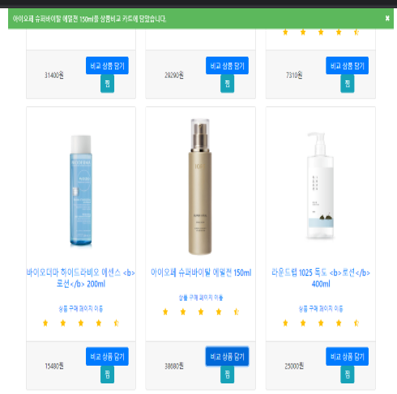 아이오페 슈퍼바이탈 에멀전 150ml을 상품비교 카드에 담았습니다. ×
비교 상품 담기 비교 상품 담기 비교 상품 담기
31400원 29290원 7310원
찜 찜 찜
바이오더마 하이드라비오 에센스 <b> 아이오페 슈퍼바이탈 에멀전 150ml 라운드랩 1025 독도 <b>로션</b>
로션</b> 200ml 400ml
상품 구매 페이지 이동 상품 구매 페이지 이동 상품 구매 페이지 이동
비교 상품 담기 비교 상품 담기 비교 상품 담기
15480원 38680원 25000원
찜 찜 찜